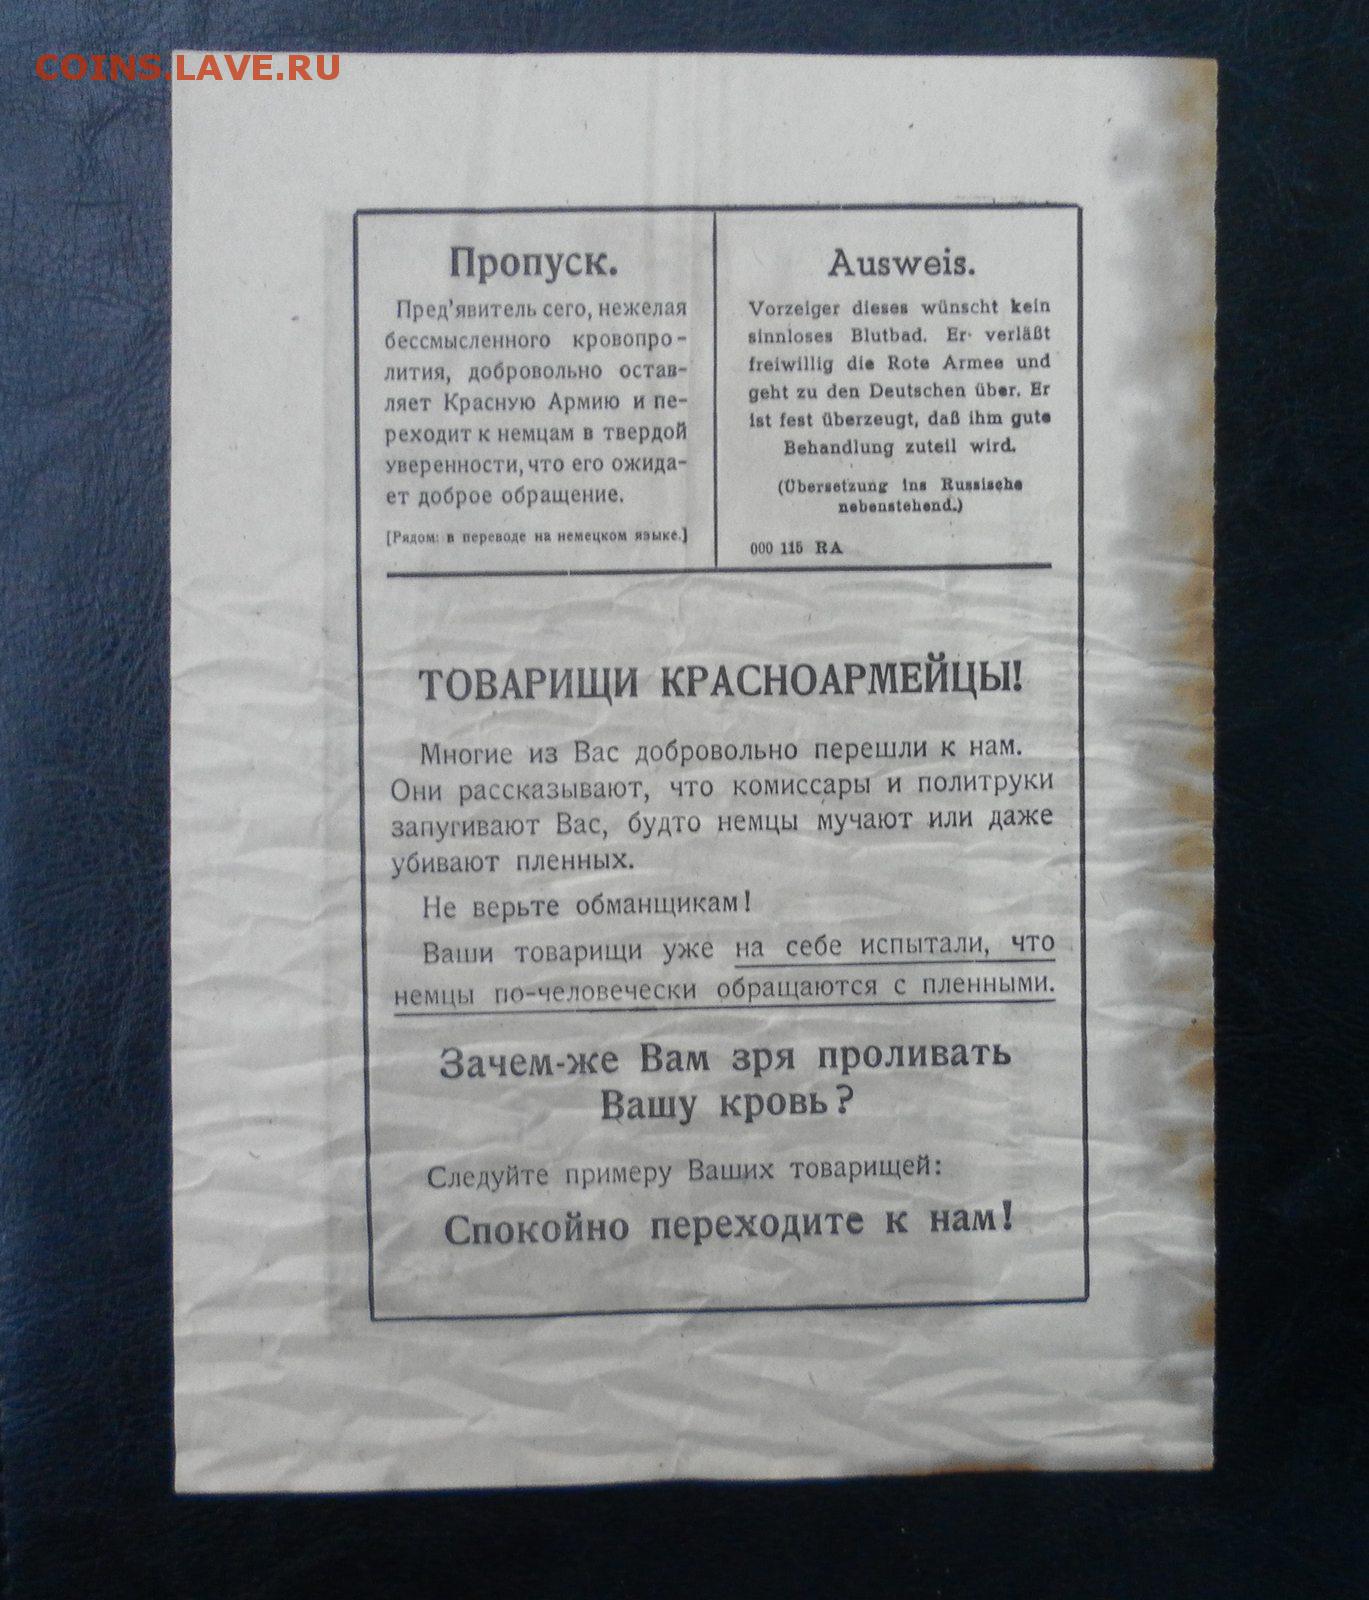 COINS.LAVE.RU
Пропуск.
Пред'явитель сего, нежелая
бессмысленного кровопро-
лития, добровольно остав-
ляет Красную Армию и пе-
реходит к немцам в твердой
уверенности, что его ожида-
ет доброе обращение.
[Рядом: в переводе на немецком языке.]
Ausweis.
Vorzeiger dieses wünscht kein
sinnloses Blutbad. Er verläßt
freiwillig die Rote Armee und
geht zu den Deutschen über. Er
ist fest überzeugt, daß ihm gute
Behandlung zuteil wird.
(Übersetzung ins Russische
nebenstehend.)
000 115 RA
ТОВАРИЩИ КРАСНОАРМЕЙЦЫ!
Многие из Вас добровольно перешли к нам.
Они рассказывают, что комиссары и политруки
запугивают Вас, будто немцы мучают или даже
убивают пленных.
Не верьте обманщикам!
Ваши товарищи уже на себе испытали, что
немцы по-человечески обращаются с пленными.
Зачем-же Вам зря проливать
Вашу кровь?
Следуйте примеру Ваших товарищей:
Спокойно переходите к нам!